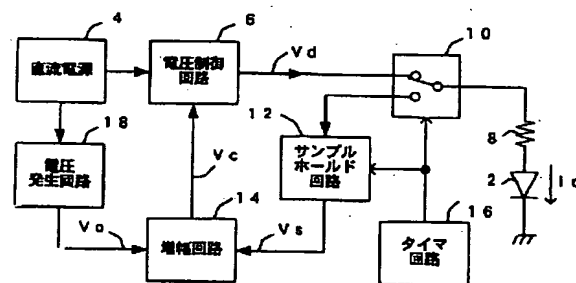 4
6
10
直流電源
電圧制御
回路
Vd
18
12
8
電圧
発生回路
Vc
サンプル
ホールド
回路
2
Id
14
16
Vo
増幅回路
Vs
タイマ
回路